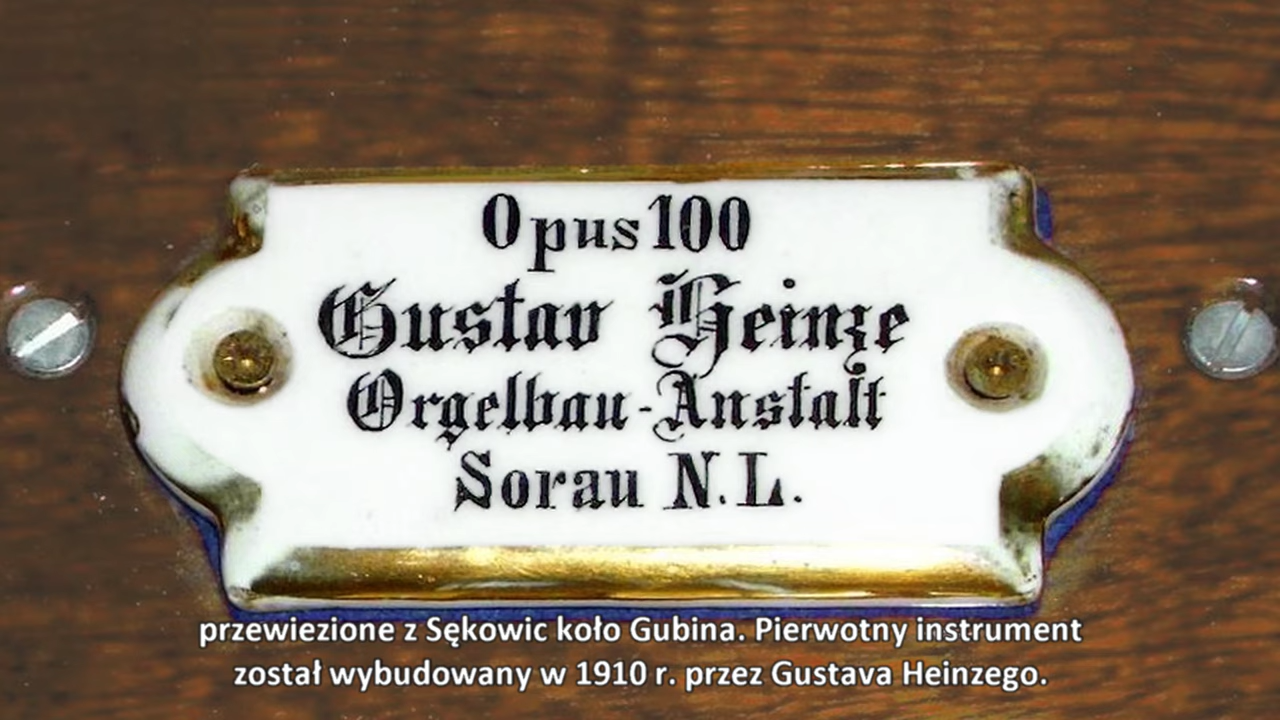 Opus 100
Gustav Heinze
Orgelbau-Anstalt
Sorau N.L.
przewiezione z Sękowic koło Gubina. Pierwotny instrument
został wybudowany w 1910 r. przez Gustava Heinzego.